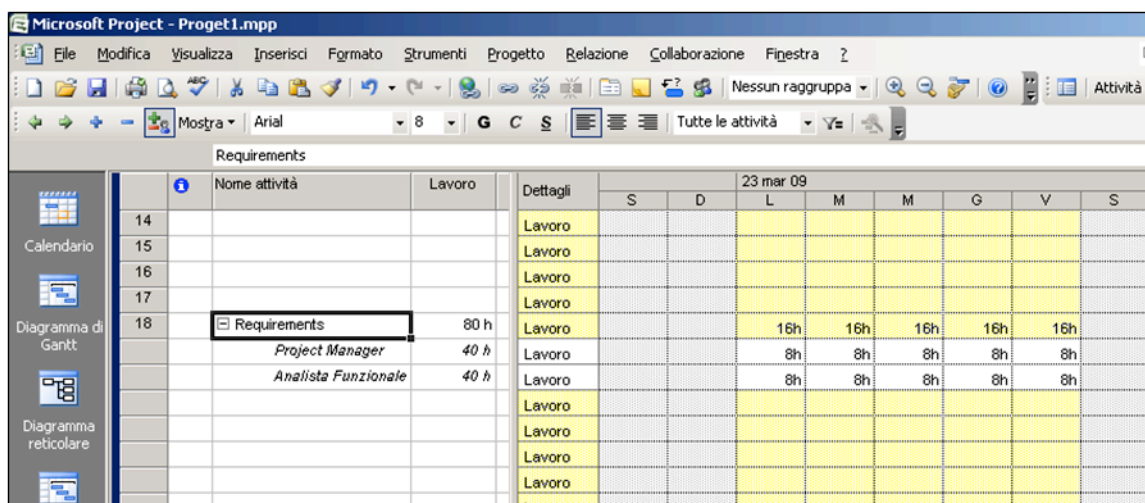 Microsoft Project - Proget1.mpp
File Modifica Visualizza Inserisci Formato Strumenti Progetto Relazione Collaborazione Finestra ?
ABC Nessun raggruppa Attività
Mostra Arial 8 G C S Tutte le attività
Requirements
Nome attività Lavoro Dettagli 23 mar 09
S D L M M G V S
14 Lavoro
Calendario 15 Lavoro
16 Lavoro
17 Lavoro
Diagramma di Gantt 18 Requirements 80 h Lavoro 16h 16h 16h 16h 16h
Project Manager 40 h Lavoro 8h 8h 8h 8h 8h
Analista Funzionale 40 h Lavoro 8h 8h 8h 8h 8h
Lavoro
Diagramma reticolare Lavoro
Lavoro
Lavoro